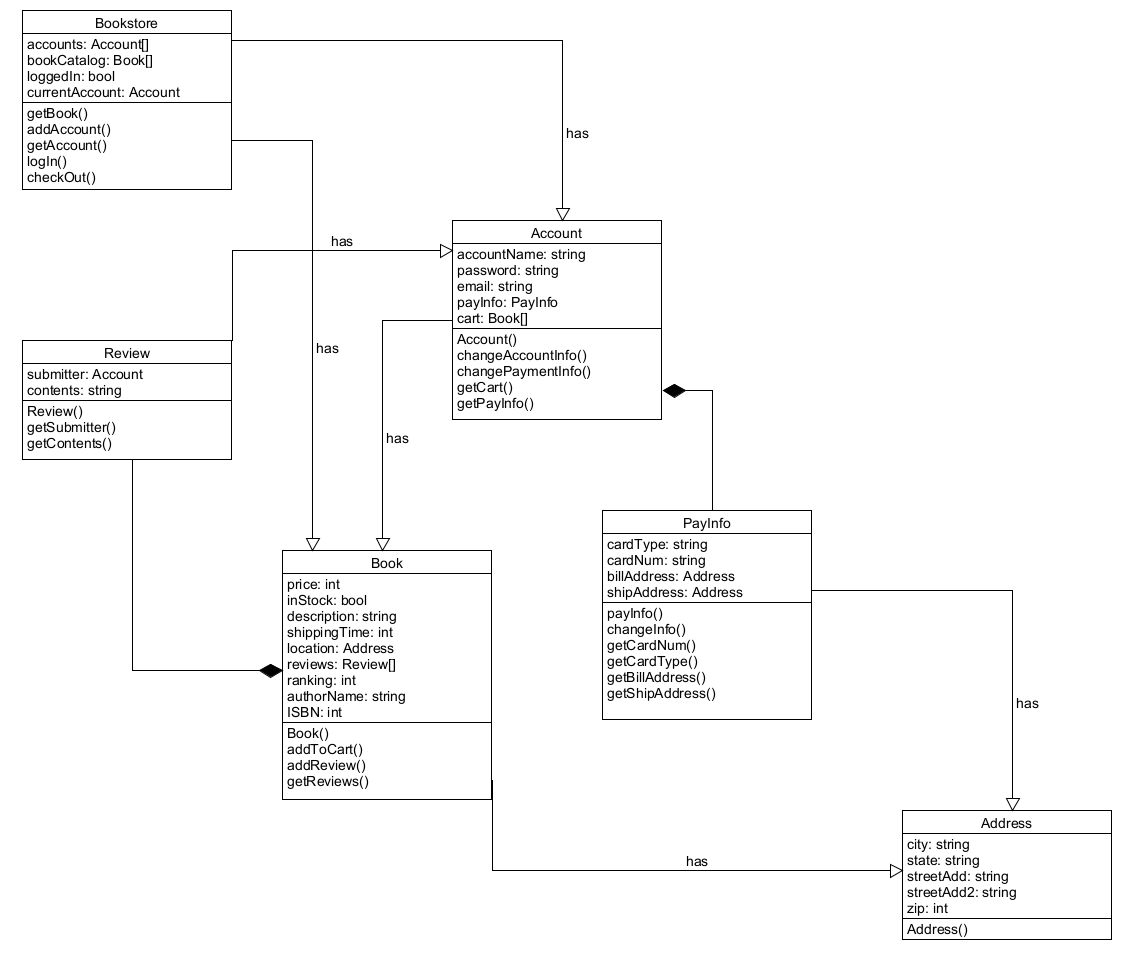 Bookstore
accounts: Account[]
bookCatalog: Book[]
loggedIn: bool
currentAccount: Account
getBook()
addAccount()
getAccount()
logIn()
checkOut()
has
has
has
Account
accountName: string
password: string
email: string
payInfo: PayInfo
cart: Book[]
Account()
changeAccountInfo()
changePaymentInfo()
getCart()
getPayInfo()
Review
submitter: Account
contents: string
Review()
getSubmitter()
getContents()
has
PayInfo
cardType: string
cardNum: string
billAddress: Address
shipAddress: Address
payInfo()
changeInfo()
getCardNum()
getCardType()
getBillAddress()
getShipAddress()
Book
price: int
inStock: bool
description: string
shippingTime: int
location: Address
reviews: Review[]
ranking: int
authorName: string
ISBN: int
Book()
addToCart()
addReview()
getReviews()
has
has
Address
city: string
state: string
streetAdd: string
streetAdd2: string
zip: int
Address()